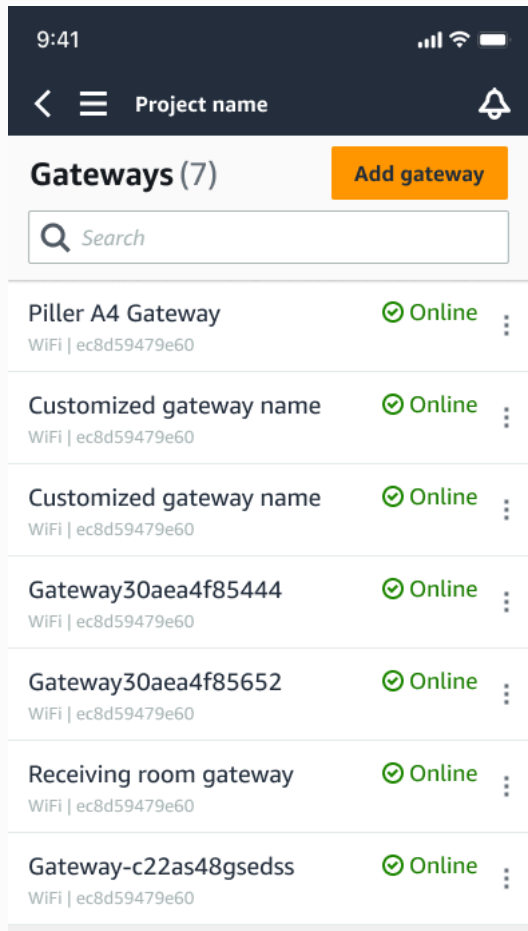 9:41
Project name
Gateways (7)
Add gateway
Search
Piller A4 Gateway
Online
WiFi | ec8d59479e60
Customized gateway name
Online
WiFi | ec8d59479e60
Customized gateway name
Online
WiFi | ec8d59479e60
Gateway30aea4f85444
Online
WiFi | ec8d59479e60
Gateway30aea4f85652
Online
WiFi | ec8d59479e60
Receiving room gateway
Online
WiFi | ec8d59479e60
Gateway-c22as48gsedss
Online
WiFi | ec8d59479e60